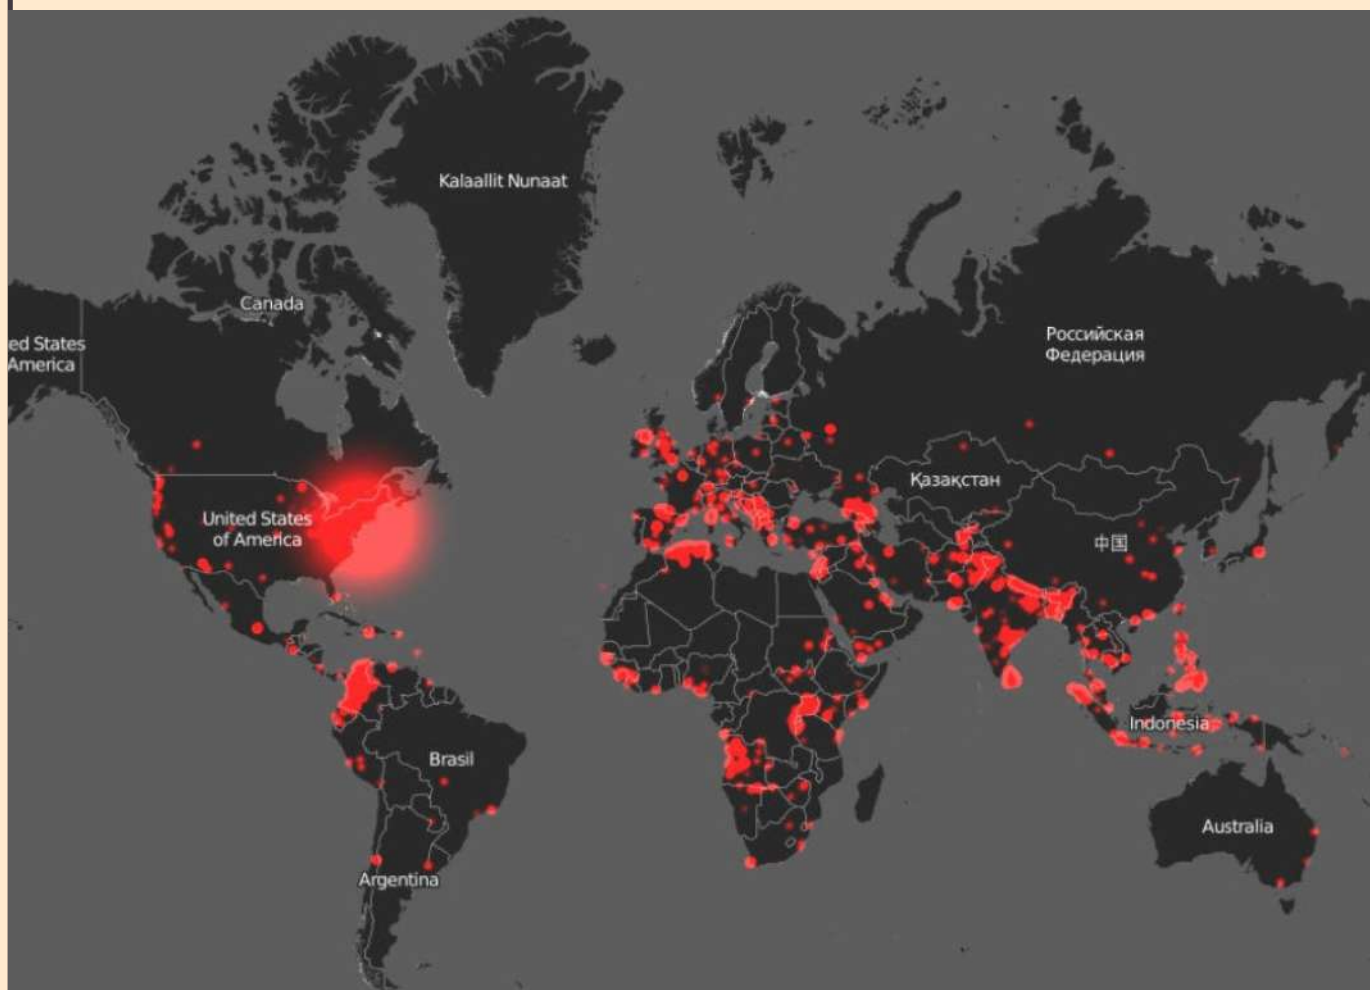 Kalaallit Nunaat
Canada
ed States
America
Российская
Федерация
United States
of America
Қазақстан
中国
Indonesia
Brasil
Australia
Argentina